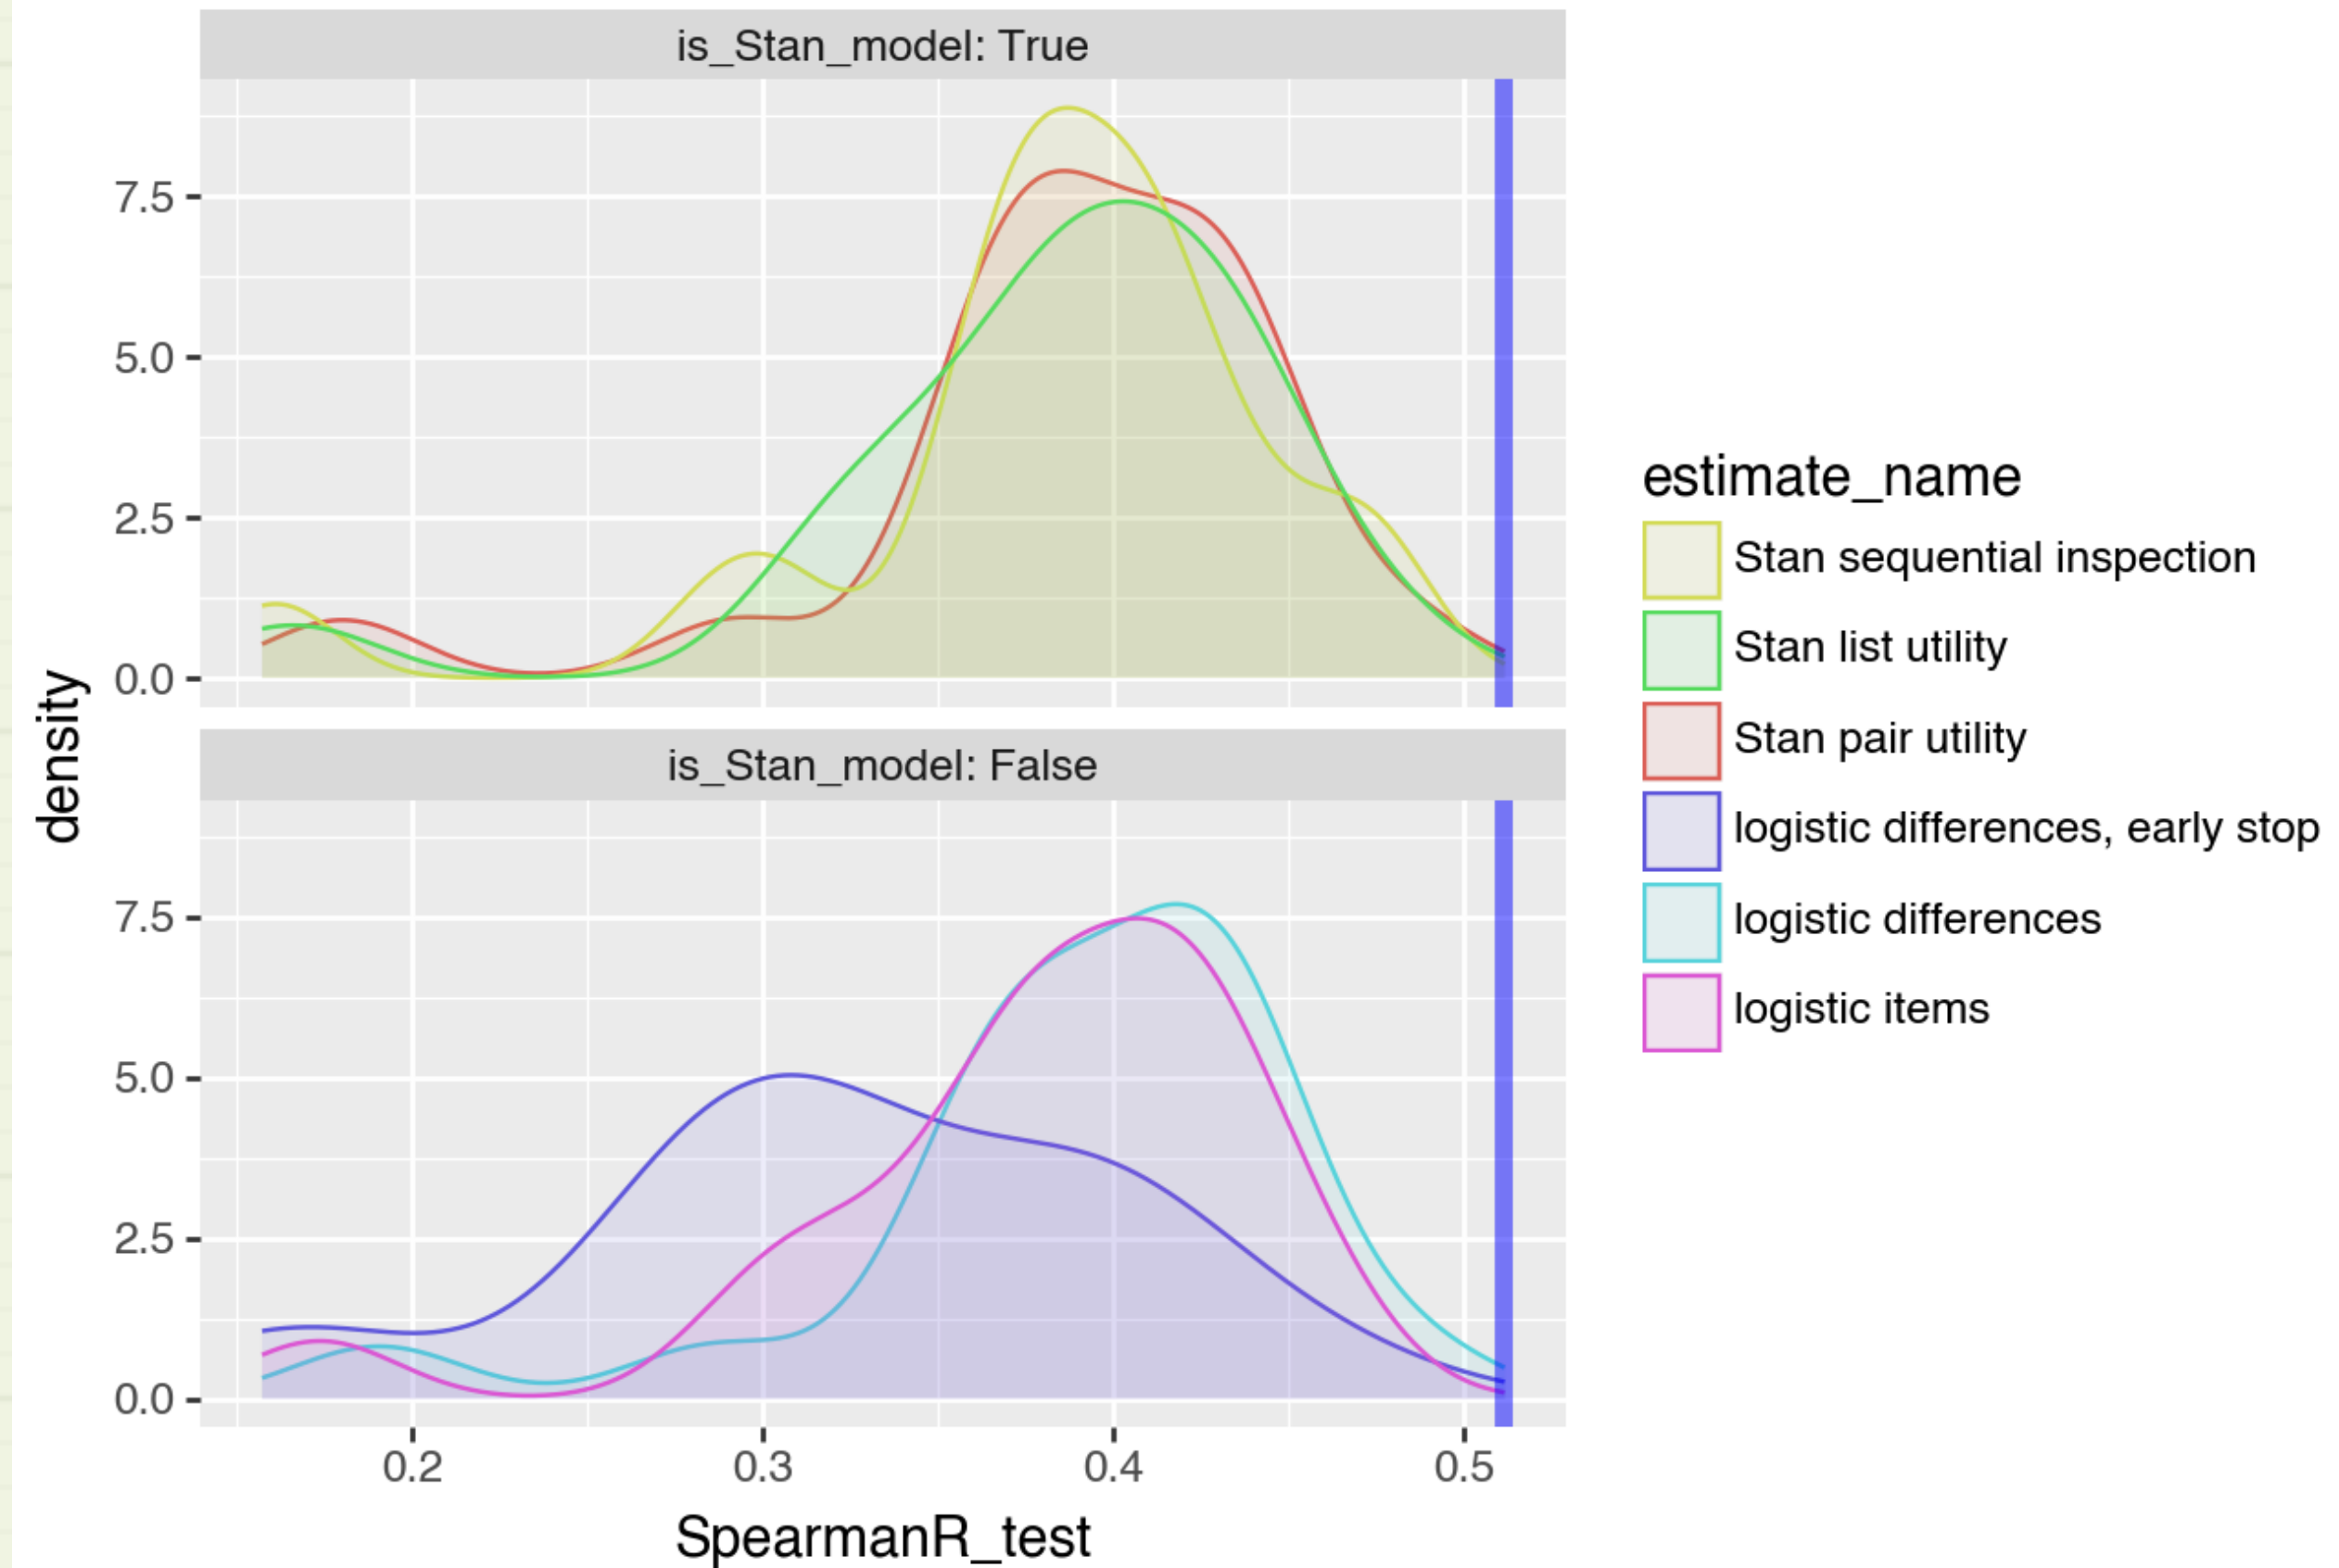 is_Stan_model: True
7.5
5.0
2.5
0.0
density
is_Stan_model: False
7.5
5.0
2.5
0.0
0.2 0.3 0.4 0.5
SpearmanR_test
estimate_name
Stan sequential inspection
Stan list utility
Stan pair utility
logistic differences, early stop
logistic differences
logistic items